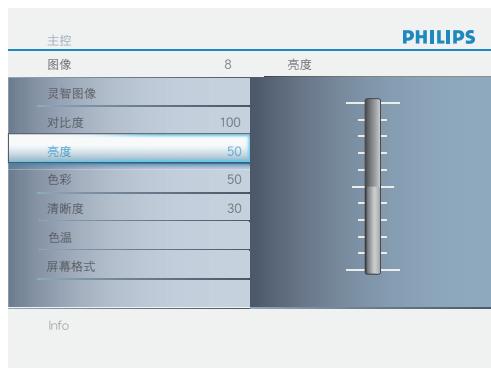 主控
PHILIPS
图像 8 亮度
灵智图像
对比度 100
亮度 50
色彩 50
清晰度 30
色温
屏幕格式
Info